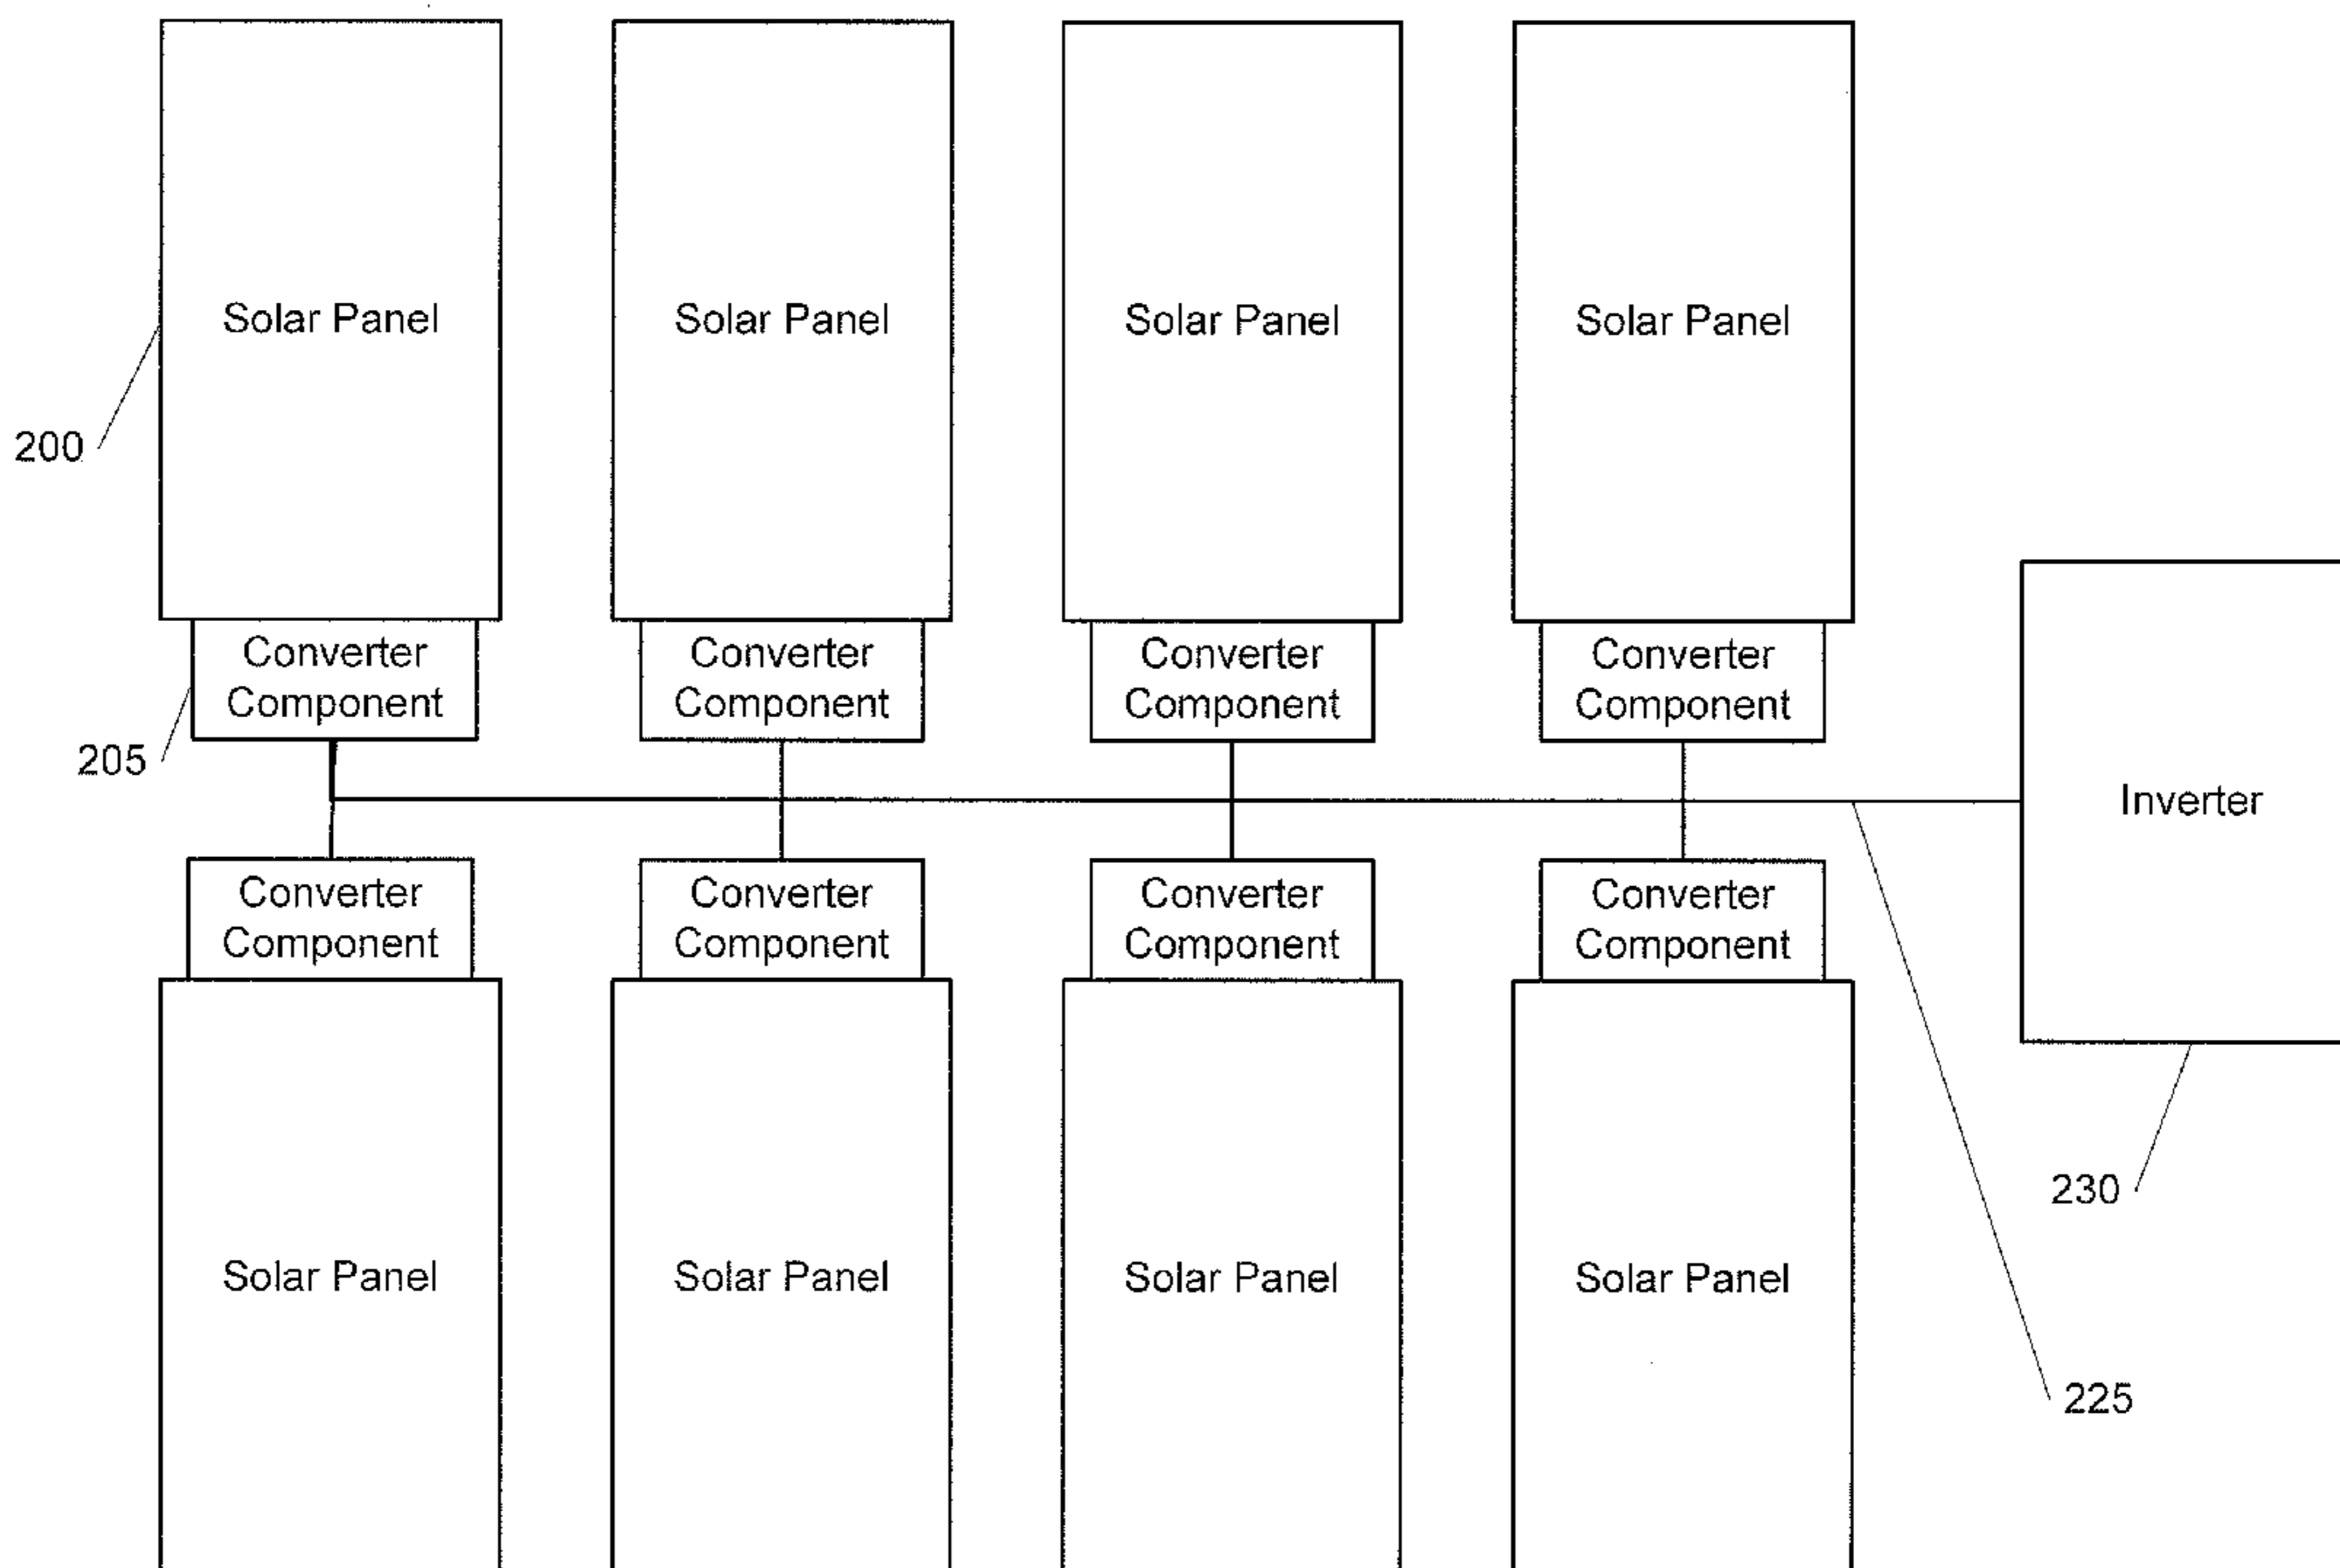 Solar Panel
Solar Panel
Solar Panel
Solar Panel
200
Converter
Component
Converter
Component
Converter
Component
Converter
Component
205
Inverter
Converter
Component
Converter
Component
Converter
Component
Converter
Component
230
Solar Panel
Solar Panel
Solar Panel
Solar Panel
225